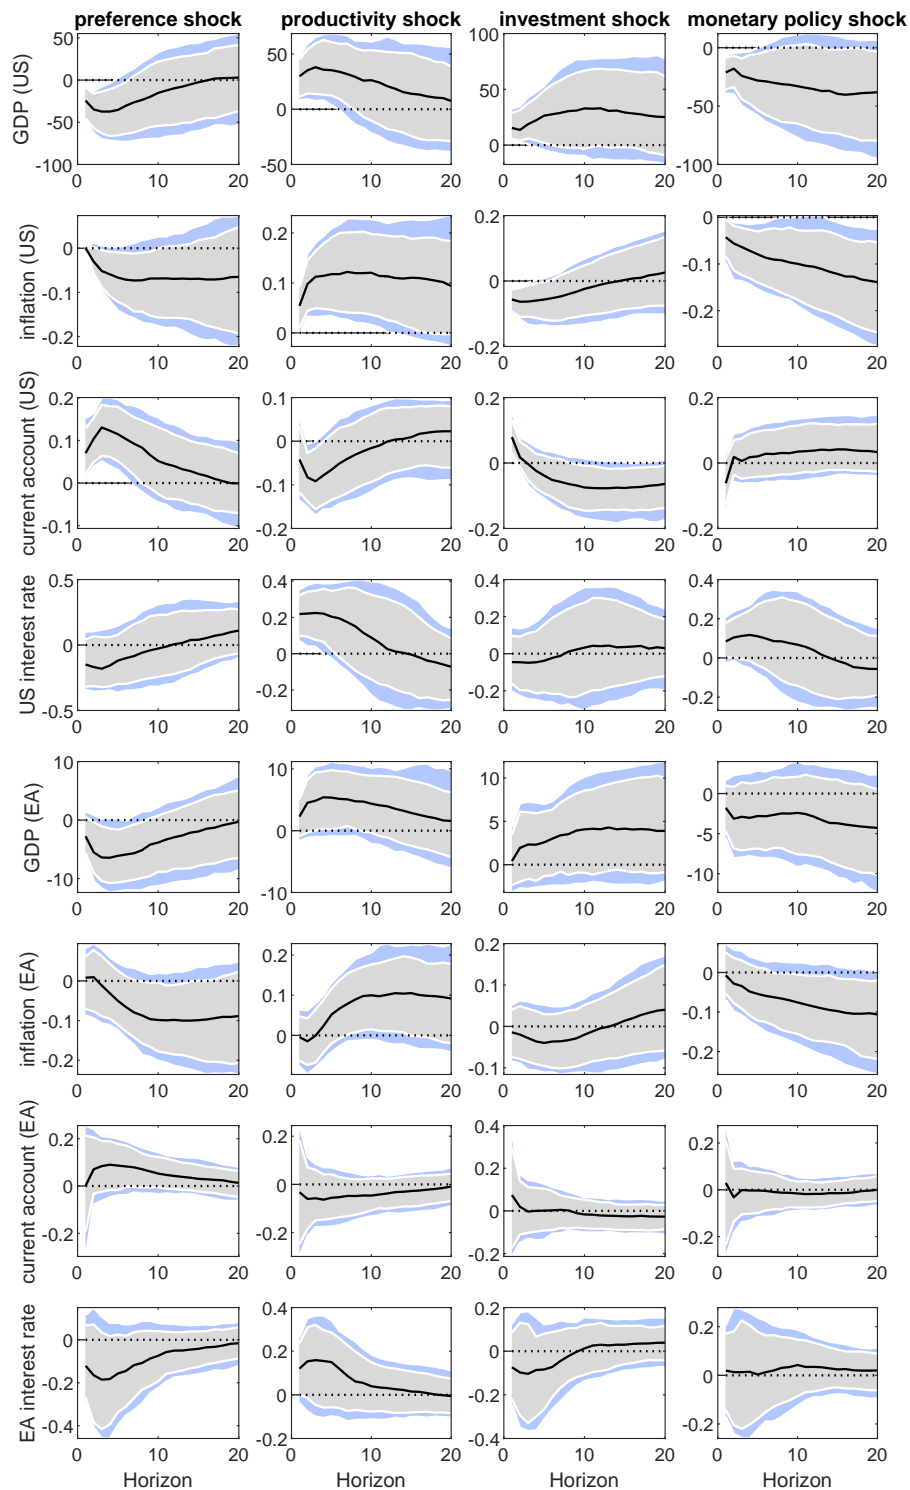 preference shock productivity shock investment shock monetary policy shock
GDP (US)
50 0 -50 -100
50 0 -50
100 50 0
0 -50 -100
0 10 20 0 10 20 0 10 20 0 10 20
inflation (US)
0 -0.1 -0.2
0.2 0.1 0
0.2 0 -0.2
0 -0.1 -0.2
0 10 20 0 10 20 0 10 20 0 10 20
current account (US)
0.2 0.1 0 -0.1
0.1 0 -0.1 -0.2
0.2 0 -0.2
0.2 0 -0.2
0 10 20 0 10 20 0 10 20 0 10 20
US interest rate
0.5 0 -0.5
0.4 0.2 0 -0.2
0.4 0.2 0 -0.2
0.4 0.2 0 -0.2
0 10 20 0 10 20 0 10 20 0 10 20
GDP (EA)
10 0 -10
10 5 0 -5 -10
10 5 0
0 -5 -10
0 10 20 0 10 20 0 10 20 0 10 20
inflation (EA)
0 -0.1 -0.2
0.2 0.1 0
0.2 0.1 0 -0.1
0.1 0 -0.1 -0.2
0 10 20 0 10 20 0 10 20 0 10 20
current account (EA)
0.2 0 -0.2
0.2 0 -0.2
0.4 0.2 0 -0.2
0.2 0 -0.2
0 10 20 0 10 20 0 10 20 0 10 20
EA interest rate
0 -0.2 -0.4
0.4 0.2 0 -0.2
0.2 0 -0.2 -0.4
0.2 0 -0.2
0 10 20 0 10 20 0 10 20 0 10 20
Horizon Horizon Horizon Horizon